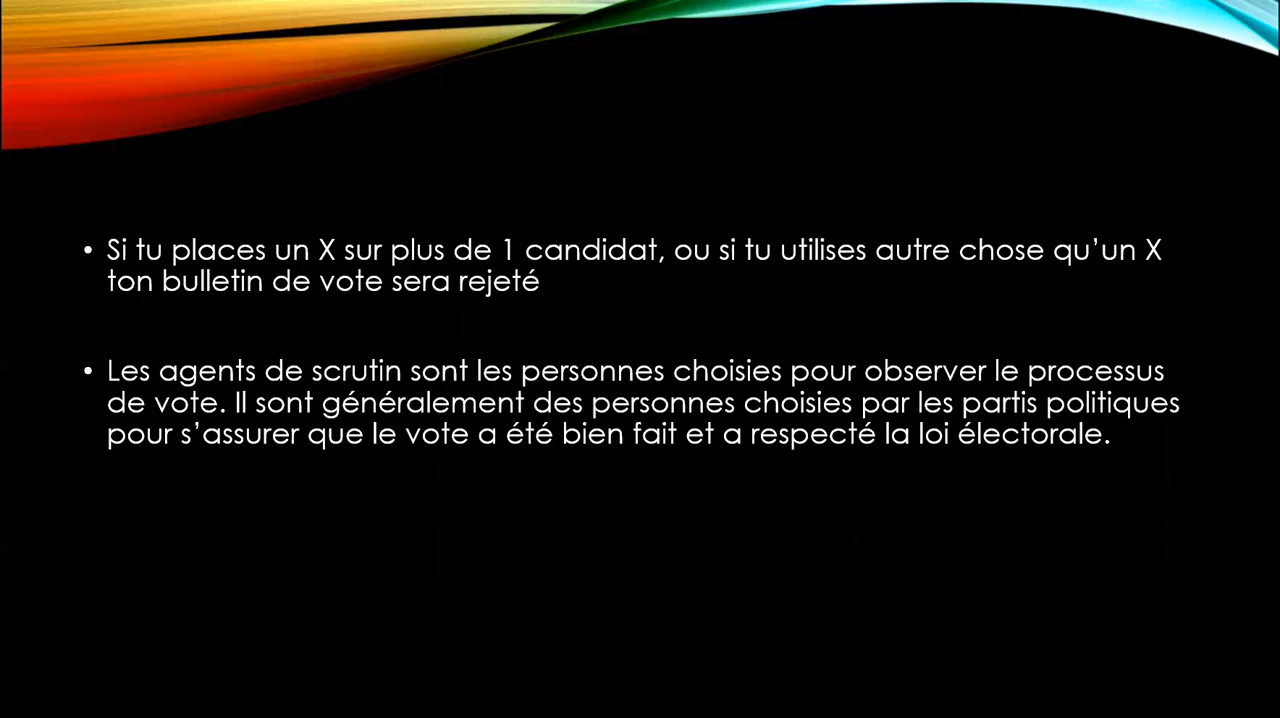 • Si tu places un X sur plus de 1 candidat, ou si tu utilises autre chose qu’un X
ton bulletin de vote sera rejeté
• Les agents de scrutin sont les personnes choisies pour observer le processus
de vote. Il sont généralement des personnes choisies par les partis politiques
pour s’assurer que le vote a été bien fait et a respecté la loi électorale.